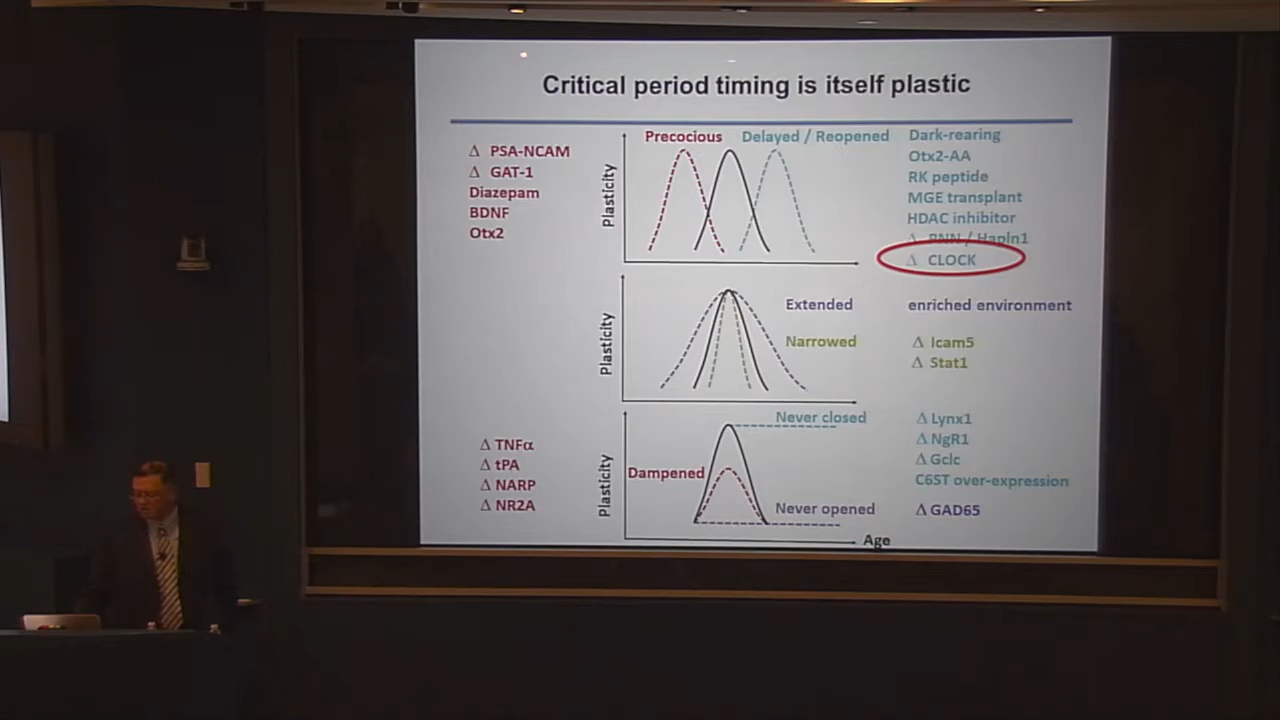 Critical period timing is itself plastic
Δ PSA-NCAM
Δ GAT-1
Diazepam
BDNF
Otx2
Plasticity
Precocious
Delayed / Reopened
Dark-rearing
Otx2-AA
RK peptide
MGE transplant
HDAC inhibitor
Δ PNN / Hapln1
Δ CLOCK
Plasticity
Extended
enriched environment
Narrowed
Δ Icam5
Δ Stat1
Δ TNFα
Δ tPA
Δ NARP
Δ NR2A
Plasticity
Dampened
Never closed
Never opened
Δ Lynx1
Δ NgR1
Δ Gclc
C6ST over-expression
Δ GAD65
Age